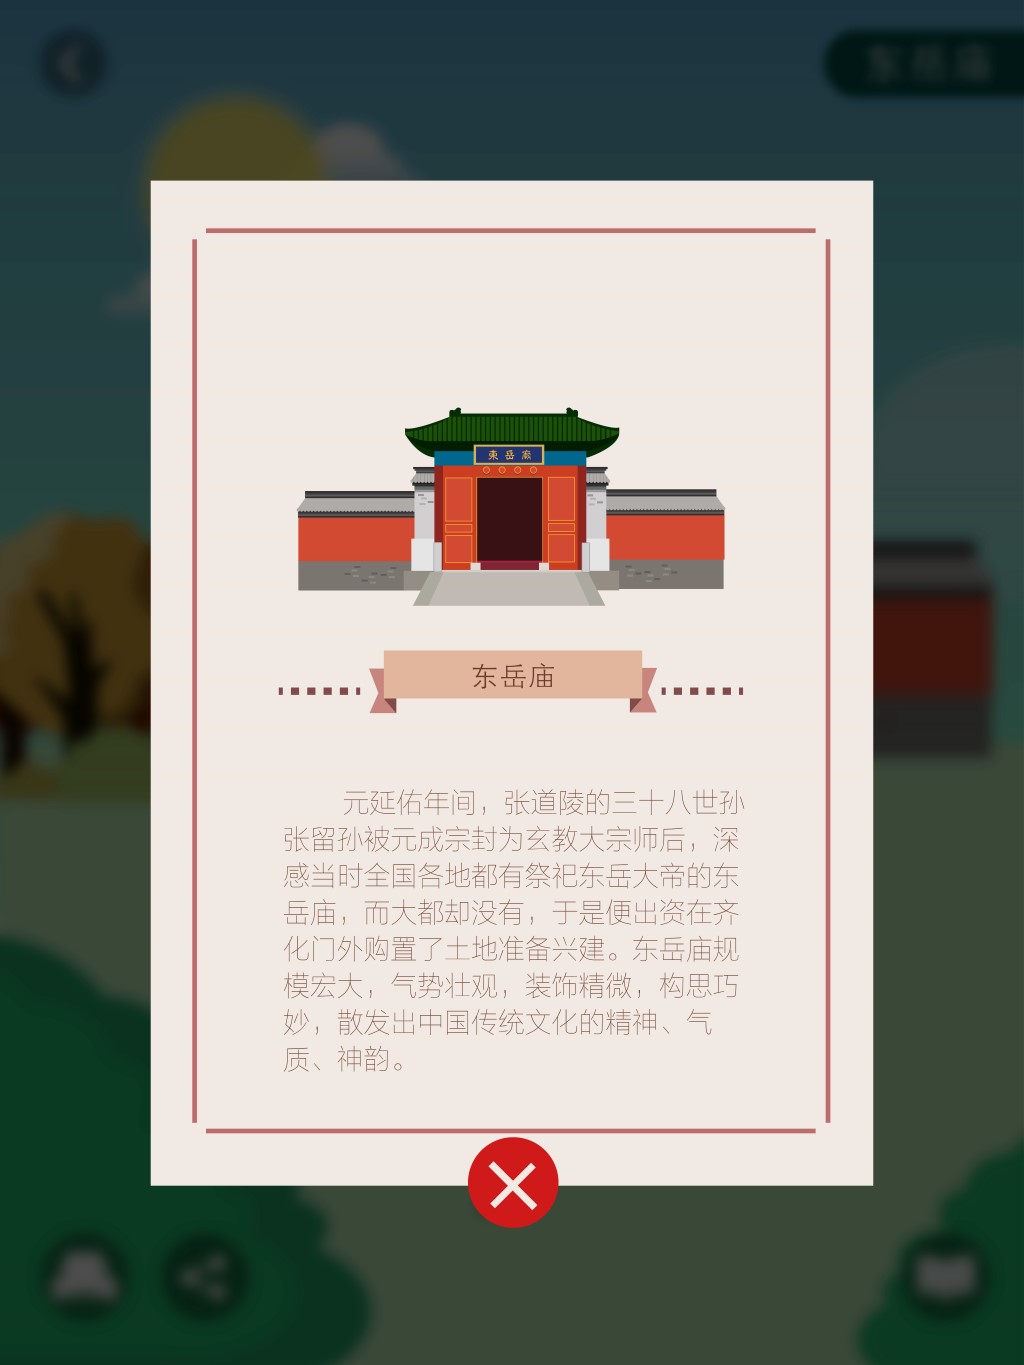 东岳庙
東岳廟
东岳庙
元延佑年间，张道陵的三十八世孙
张留孙被元成宗封为玄教大宗师后，深
感当时全国各地都有祭祀东岳大帝的东
岳庙，而大都却没有，于是便出资在齐
化门外购置了土地准备兴建。东岳庙规
模宏大，气势壮观，装饰精微，构思巧
妙，散发出中国传统文化的精神、气
质、神韵。